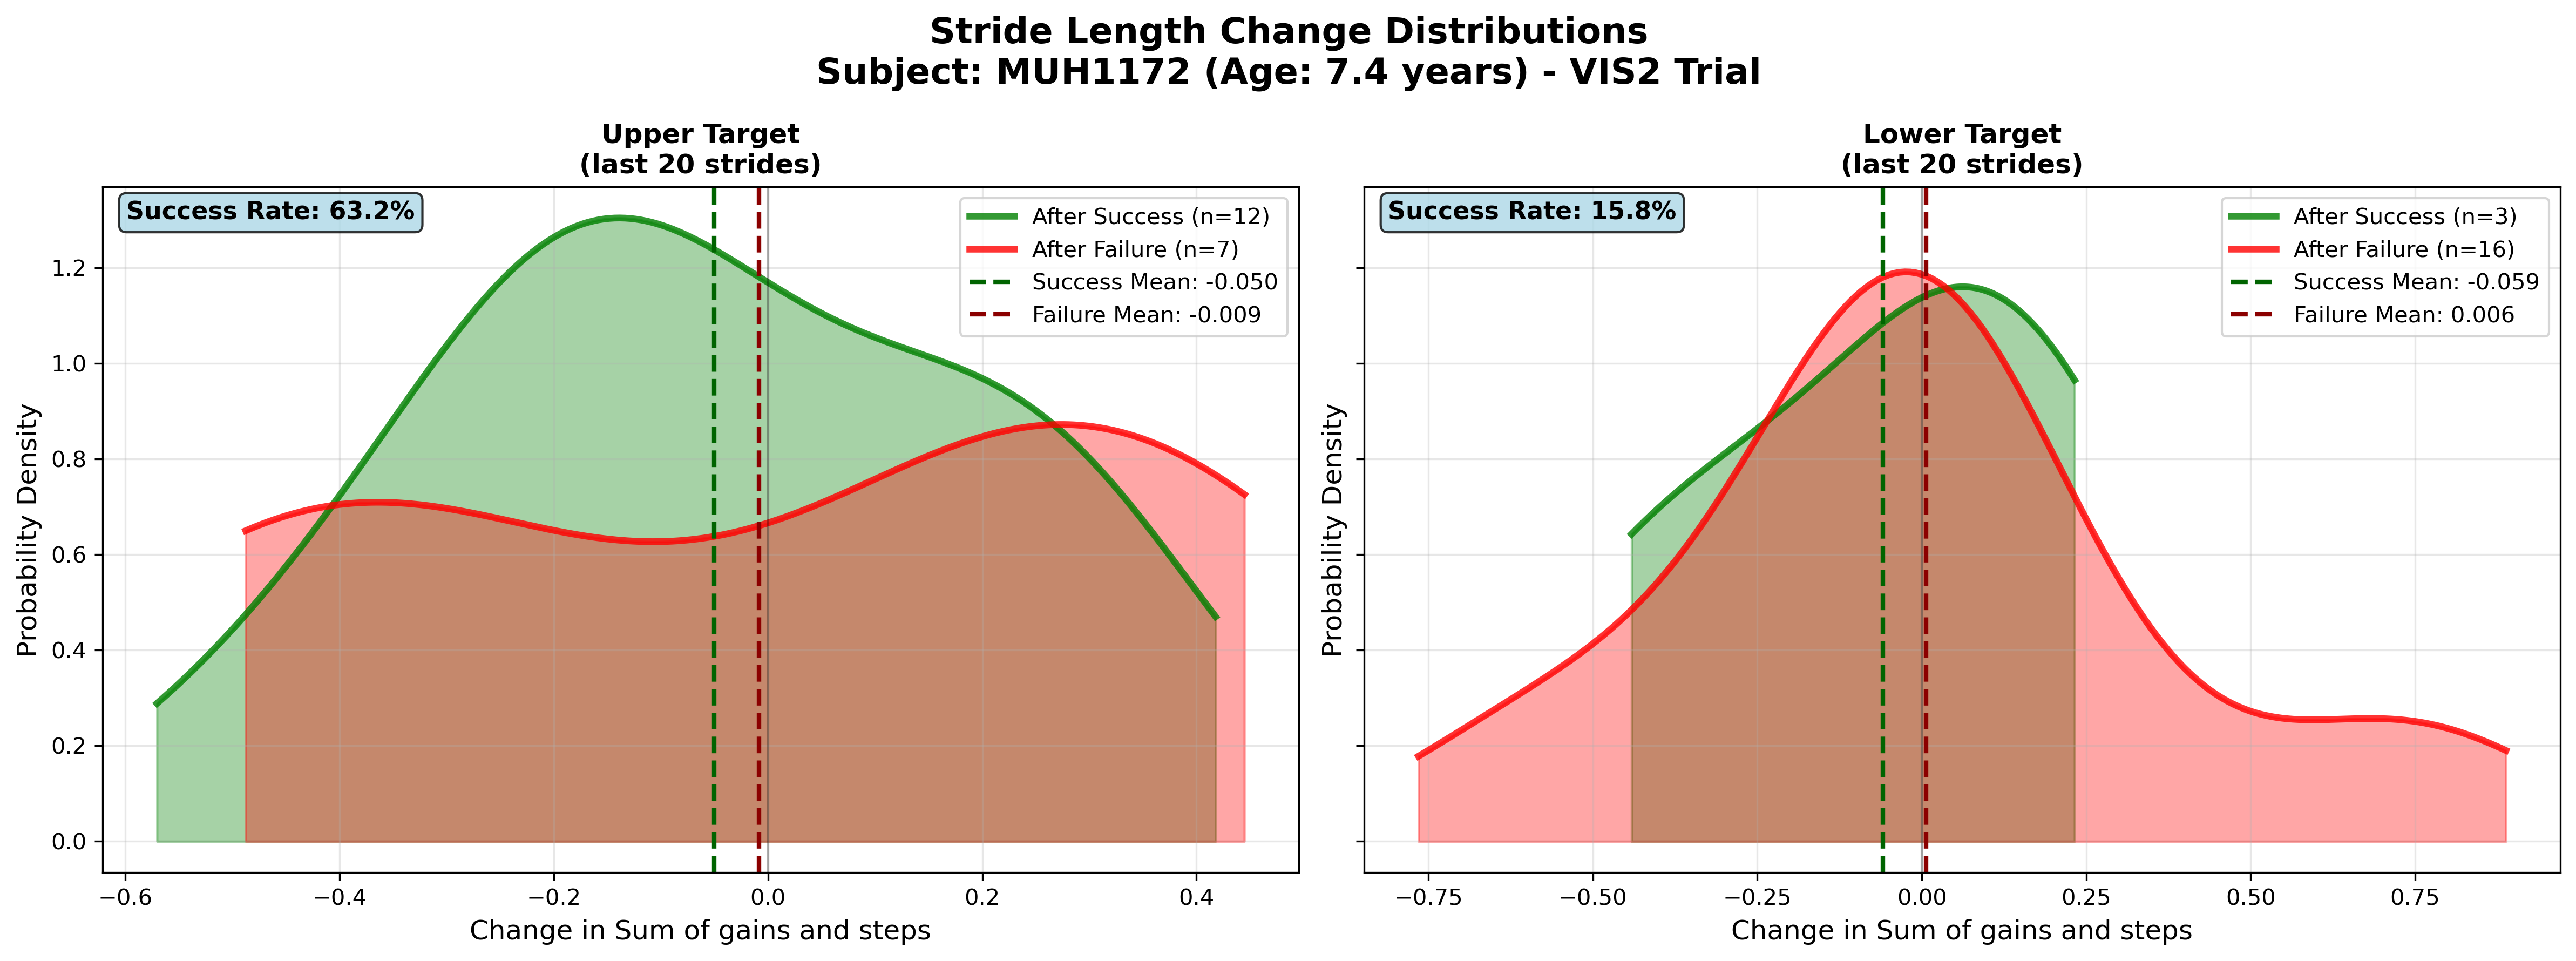 Stride Length Change Distributions
Subject: MUH1172 (Age: 7.4 years) - VIS2 Trial
Upper Target
(last 20 strides)
Success Rate: 63.2%
After Success (n=12)
After Failure (n=7)
Success Mean: -0.050
Failure Mean: -0.009
Probability Density
1.2
1.0
0.8
0.6
0.4
0.2
0.0
−0.6
−0.4
−0.2
0.0
0.2
0.4
Change in Sum of gains and steps
Lower Target
(last 20 strides)
Success Rate: 15.8%
After Success (n=3)
After Failure (n=16)
Success Mean: -0.059
Failure Mean: 0.006
Probability Density
−0.75
−0.50
−0.25
0.00
0.25
0.50
0.75
Change in Sum of gains and steps